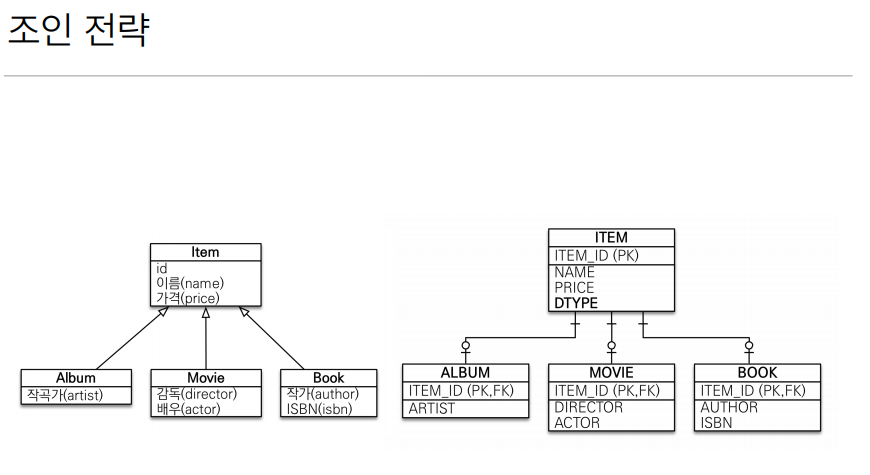 조인 전략
Item
id
이름(name)
가격(price)
Album
작곡가(artist)
Movie
감독(director)
배우(actor)
Book
작가(author)
ISBN(isbn)
ITEM
ITEM_ID (PK)
NAME
PRICE
DTYPE
ALBUM
ITEM_ID (PK,FK)
ARTIST
MOVIE
ITEM_ID (PK,FK)
DIRECTOR
ACTOR
BOOK
ITEM_ID (PK,FK)
AUTHOR
ISBN